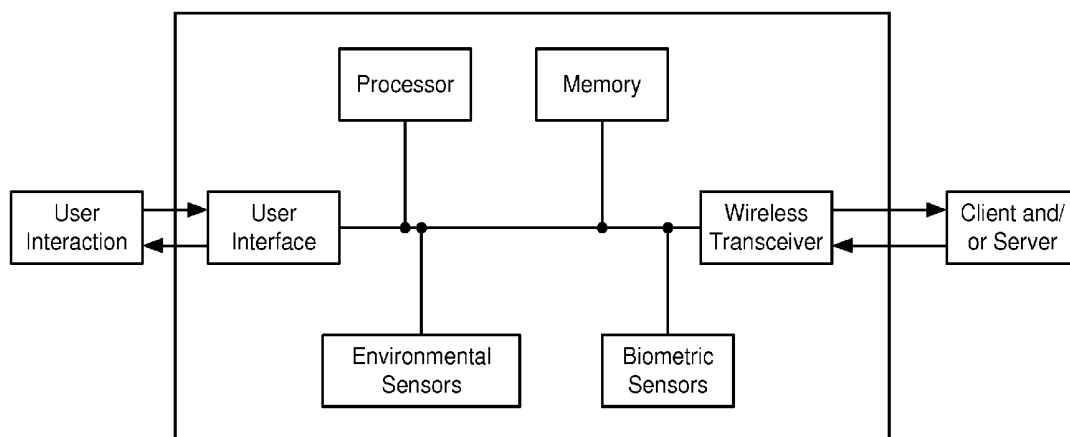 Processor
Memory
User
Interaction
User
Interface
Wireless
Transceiver
Client and/
or Server
Environmental
Sensors
Biometric
Sensors